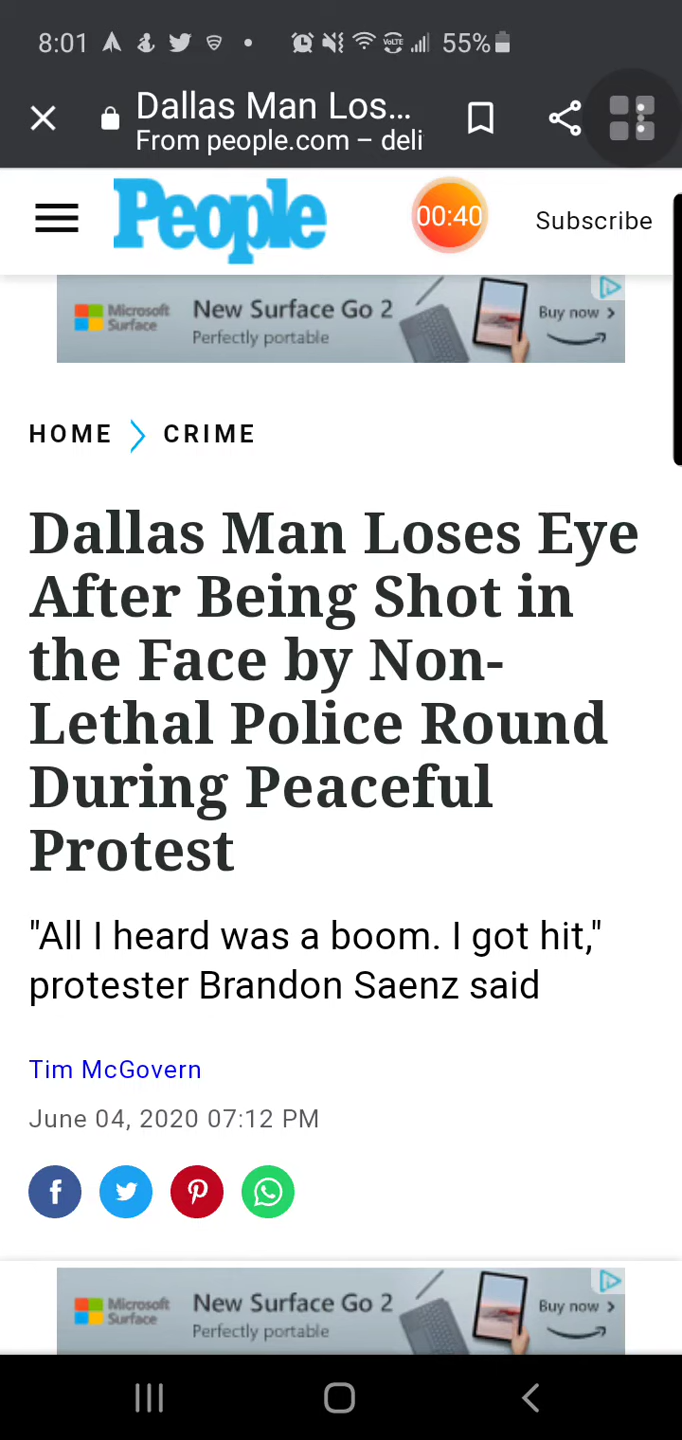 8:01 VoLTE 55%
Dallas Man Los...
From people.com – deli
People 00:40 Subscribe
Microsoft Surface New Surface Go 2 Perfectly portable Buy now >
HOME CRIME
Dallas Man Loses Eye
After Being Shot in
the Face by Non-
Lethal Police Round
During Peaceful
Protest
"All I heard was a boom. I got hit,"
protester Brandon Saenz said
Tim McGovern
June 04, 2020 07:12 PM
Microsoft Surface New Surface Go 2 Perfectly portable Buy now >